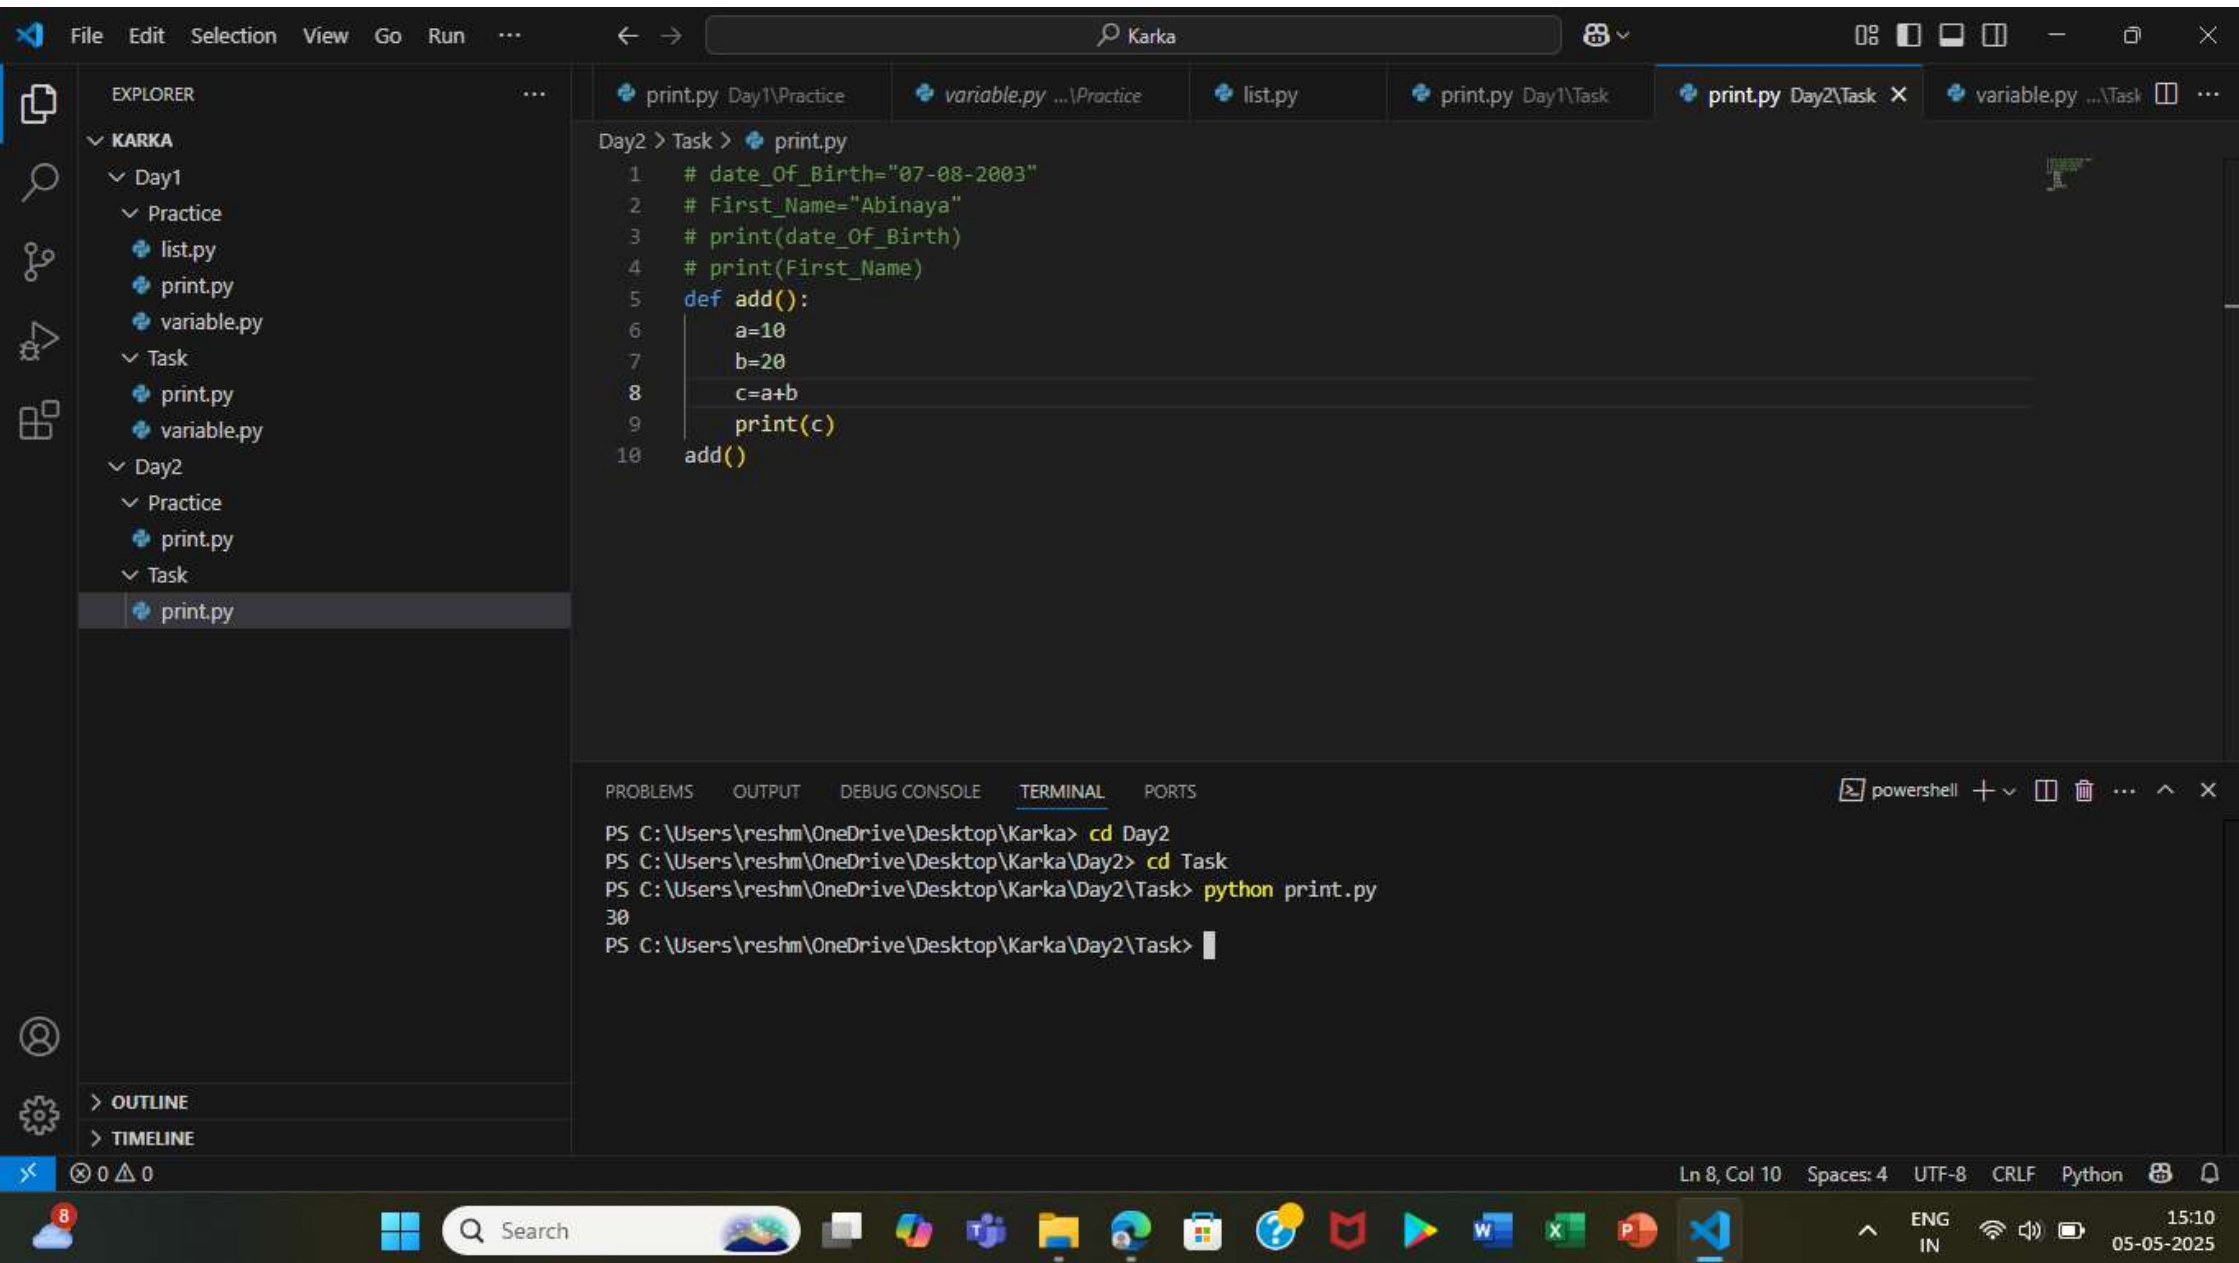 File Edit Selection View Go Run ··· Karka
EXPLORER ···
KARKA
Day1
Practice
list.py
print.py
variable.py
Task
print.py
variable.py
Day2
Practice
print.py
Task
print.py
OUTLINE
TIMELINE
print.py Day1\Practice variable.py ...\Practice list.py print.py Day1\Task print.py Day2\Task variable.py ...\Task
Day2 > Task > print.py
1 # date_Of_Birth="07-08-2003"
2 # First_Name="Abinaya"
3 # print(date_Of_Birth)
4 # print(First_Name)
5 def add():
6 a=10
7 b=20
8 c=a+b
9 print(c)
10 add()
PROBLEMS OUTPUT DEBUG CONSOLE TERMINAL PORTS powershell
PS C:\Users\reshm\OneDrive\Desktop\Karka> cd Day2
PS C:\Users\reshm\OneDrive\Desktop\Karka\Day2> cd Task
PS C:\Users\reshm\OneDrive\Desktop\Karka\Day2\Task> python print.py
30
PS C:\Users\reshm\OneDrive\Desktop\Karka\Day2\Task>
0 0 Ln 8, Col 10 Spaces: 4 UTF-8 CRLF Python
8 Search ENG 15:10
IN 05-05-2025